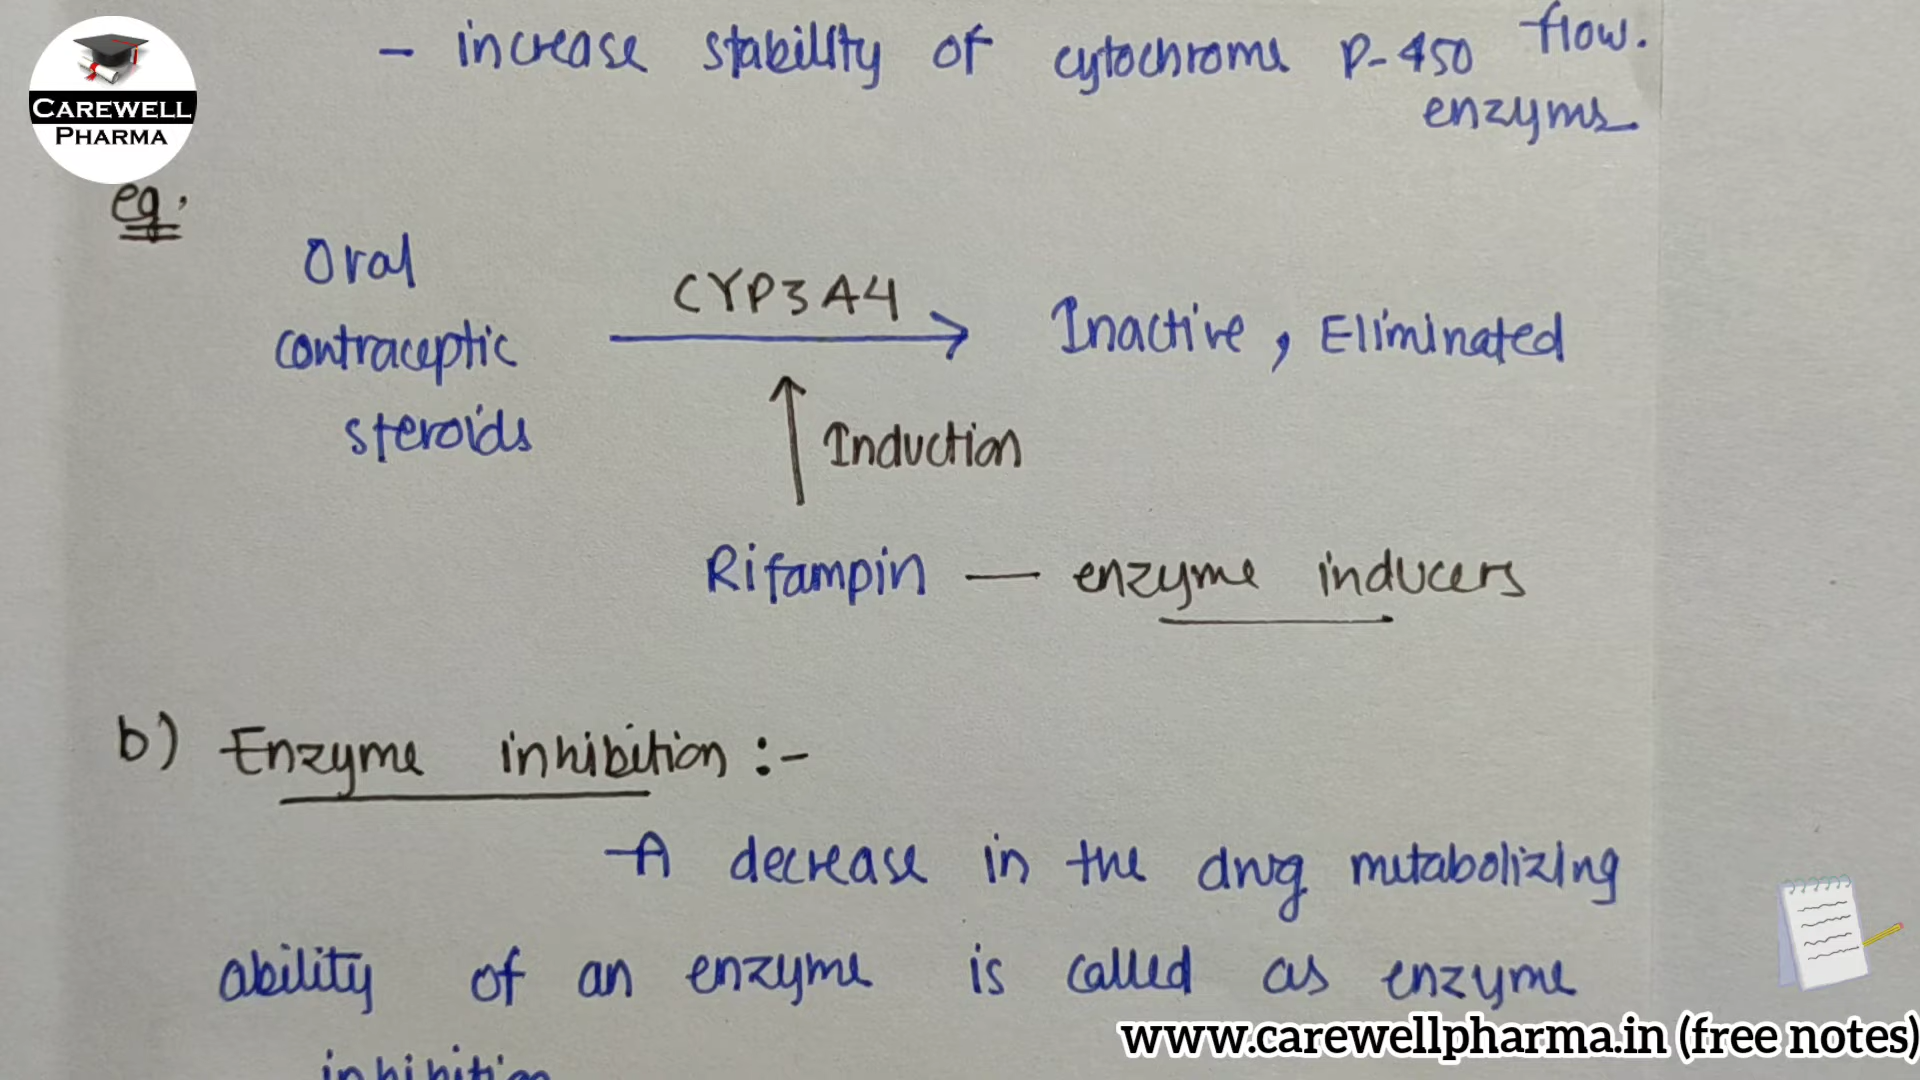 flow.
- increase stability of cytochrome P-450
enzyme.
CAREWELL
PHARMA
eg.
Oral
contraceptic
steroids
CYP3A4
Inactive, Eliminated
Induction
Rifampin — enzyme inducers
b) Enzyme inhibition :-
A decrease in the drug metabolizing
ability of an enzyme is called as enzyme
inhibition
www.carewellpharma.in (free notes)